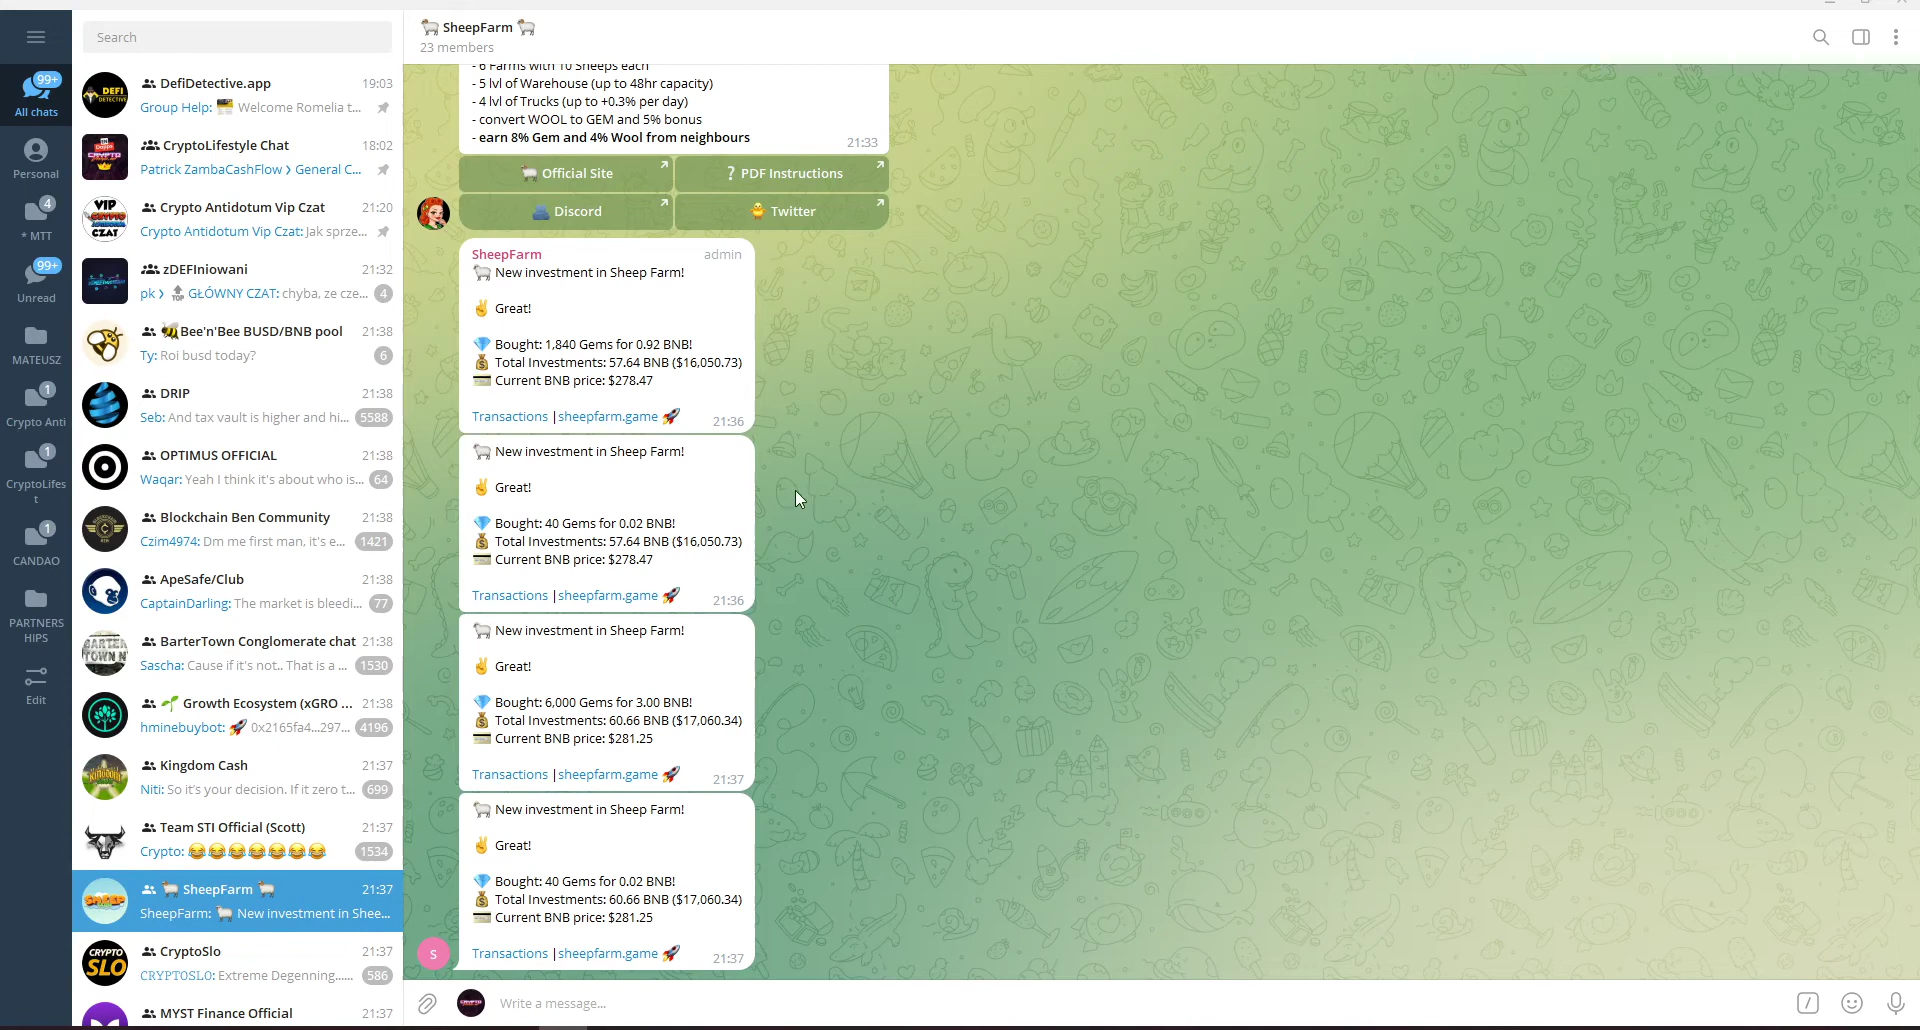 Search
99+
All chats
Personal
4
* MTT
99+
Unread
MATEUSZ
1
Crypto Anti
1
CryptoLifes
t
1
CANDAO
PARTNERS
HIPS
Edit
DEFI
DETECTIVE
DefiDetective.app 19:03
Group Help: Welcome Romelia t...
CryptoLifestyle Chat 18:02
Patrick ZambaCashFlow › General C...
VIP
CRYPTO
ANTIDOTUM
CZAT
Crypto Antidotum Vip Czat 21:20
Crypto Antidotum Vip Czat: Jak sprze...
zDEFIniowani 21:32
pk › TOP GŁÓWNY CZAT: chyba, ze cze... 4
Bee'n'Bee BUSD/BNB pool 21:38
Ty: Roi busd today? 6
DRIP 21:38
Seb: And tax vault is higher and hi... 5588
OPTIMUS OFFICIAL 21:38
Waqar: Yeah I think it's about who is... 64
Blockchain Ben Community 21:38
Czim4974: Dm me first man, it's e... 1421
ApeSafe/Club 21:38
CaptainDarling: The market is bleedi... 77
BARTER
TOWN
BarterTown Conglomerate chat 21:38
Sascha: Cause if it's not.. That is a ... 1530
Growth Ecosystem (xGRO ... 21:38
hminebuybot: 0x2165fa4...297... 4196
Kingdom Cash 21:37
Niti: So it's your decision. If it zero t... 699
Team STI Official (Scott) 21:37
Crypto: 1534
SHEEP
SheepFarm 21:37
SheepFarm: New investment in Shee...
CRYPTO
SLO
CryptoSlo 21:37
CRYPTOSLO: Extreme Degenning...... 586
MYST Finance Official 21:37
SheepFarm
23 members
- 6 Farms with 10 Sheeps each
- 5 lvl of Warehouse (up to 48hr capacity)
- 4 lvl of Trucks (up to +0.3% per day)
- convert WOOL to GEM and 5% bonus
- earn 8% Gem and 4% Wool from neighbours 21:33
Official Site
? PDF Instructions
Discord
Twitter
SheepFarm admin
New investment in Sheep Farm!
Great!
Bought: 1,840 Gems for 0.92 BNB!
Total Investments: 57.64 BNB ($16,050.73)
Current BNB price: $278.47
Transactions |sheepfarm.game 21:36
New investment in Sheep Farm!
Great!
Bought: 40 Gems for 0.02 BNB!
Total Investments: 57.64 BNB ($16,050.73)
Current BNB price: $278.47
Transactions |sheepfarm.game 21:36
New investment in Sheep Farm!
Great!
Bought: 6,000 Gems for 3.00 BNB!
Total Investments: 60.66 BNB ($17,060.34)
Current BNB price: $281.25
Transactions |sheepfarm.game 21:37
New investment in Sheep Farm!
Great!
Bought: 40 Gems for 0.02 BNB!
Total Investments: 60.66 BNB ($17,060.34)
Current BNB price: $281.25
Transactions |sheepfarm.game 21:37
S
Write a message...